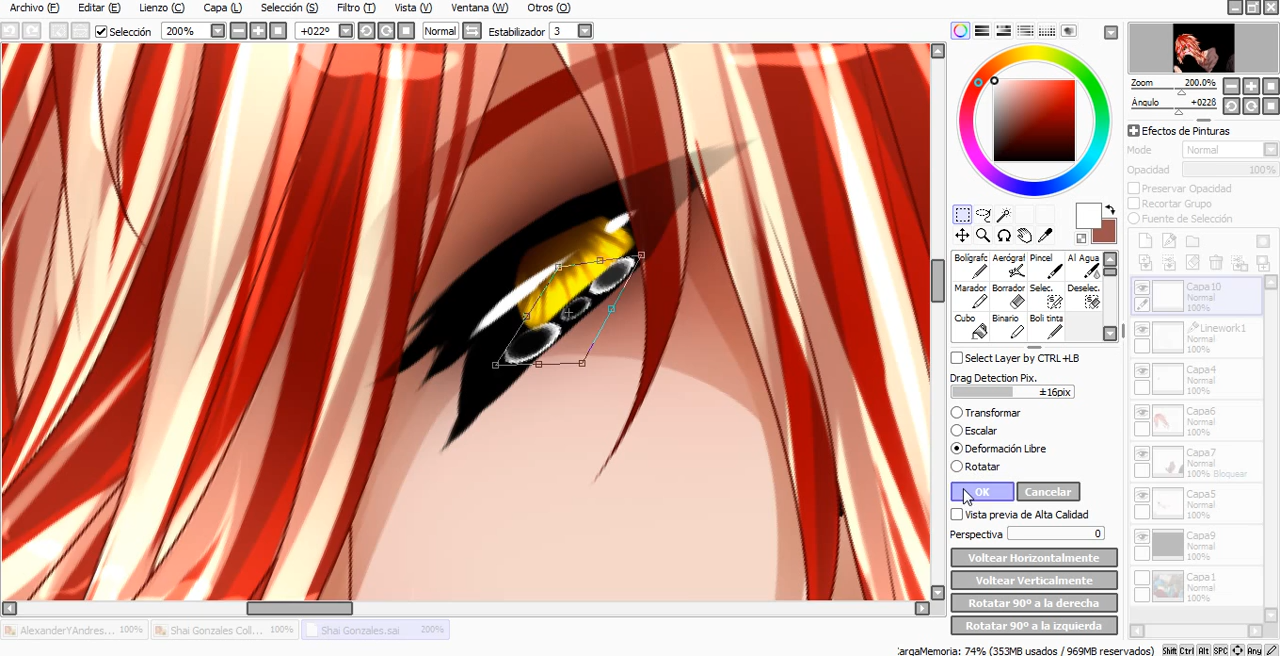 Archivo (F) Editar (E) Lienzo (C) Capa (L) Selección (S) Filtro (T) Vista (V) Ventana (W) Otros (O)
Selección 200% +022º Normal Estabilizador 3
Zoom 200.0%
Ángulo +022ß
Efectos de Pinturas
Mode Normal
Opacidad 100%
Preservar Opacidad
Recortar Grupo
Fuente de Selección
Bolígrafo Aerógraf Pincel Al Agua
Marador Borrador Selec. Deselec.
Cubo Binario Boli tinta
Select Layer by CTRL+LB
Drag Detection Pix.
±16pix
Transformar
Escalar
Deformación Libre
Rotatar
OK Cancelar
Vista previa de Alta Calidad
Perspectiva 0
Voltear Horizontalmente
Voltear Verticalmente
Rotatar 90º a la derecha
Rotatar 90º a la izquierda
Capa10
Normal
100%
Linework1
Normal
100%
Capa4
Normal
100%
Capa6
Normal
100%
Capa7
Normal
100% Bloquear
Capa5
Normal
100%
Capa9
Normal
100%
Capa1
Normal
100%
AlexanderYAndres... 100% Shai Gonzales Coll... 100% Shai Gonzales.sai 200%
CargaMemoria: 74% (353MB usados / 969MB reservados) Shift Ctrl Alt SPC Any